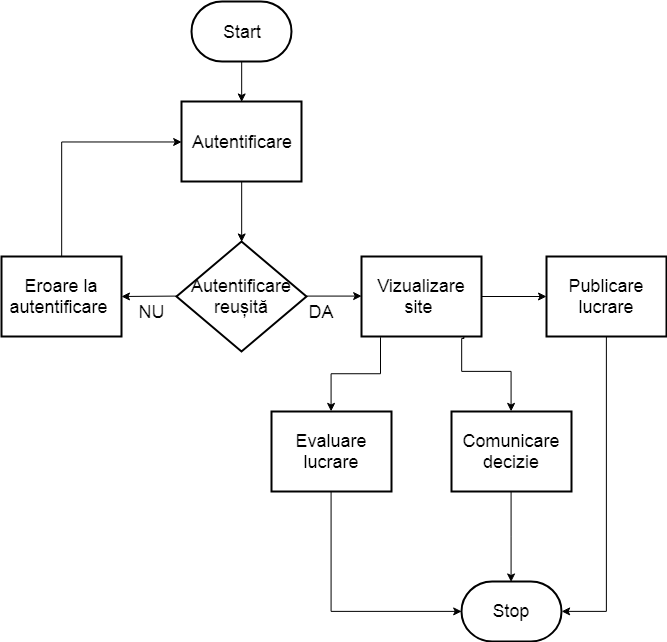 Start
Autentificare
Autentificare
reușită
NU
DA
Eroare la
autentificare
Vizualizare
site
Publicare
lucrare
Evaluare
lucrare
Comunicare
decizie
Stop